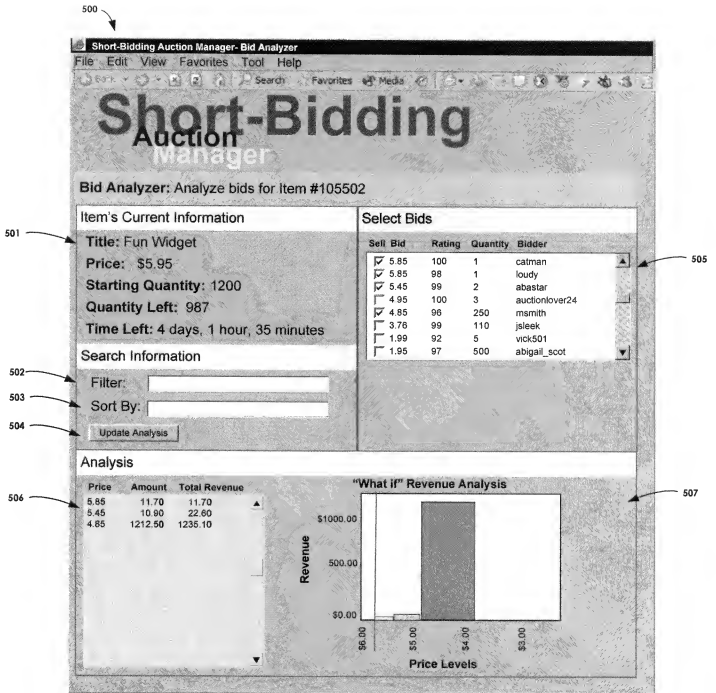 500
Short-Bidding Auction Manager- Bid Analyzer
File Edit View Favorites Tool Help
Back Search Favorites Media
Short-Bidding
Auction
Manager
Bid Analyzer: Analyze bids for Item #105502
Item's Current Information
501
Title: Fun Widget
Price: $5.95
Starting Quantity: 1200
Quantity Left: 987
Time Left: 4 days, 1 hour, 35 minutes
Search Information
502
Filter:
503
Sort By:
504
Update Analysis
Select Bids
505
Sell Bid Rating Quantity Bidder
5.85 100 1 catman
5.85 98 1 loudy
5.45 99 2 abastar
4.95 100 3 auctionlover24
4.85 96 250 msmith
3.76 99 110 jsleek
1.99 92 5 vick501
1.95 97 500 abigail_scot
Analysis
506
Price Amount Total Revenue
5.85 11.70 11.70
5.45 10.90 22.60
4.85 1212.50 1235.10
"What if" Revenue Analysis
507
Revenue
$1000.00
500.00
$0.00
$6.00 $5.00 $4.00 $3.00
Price Levels